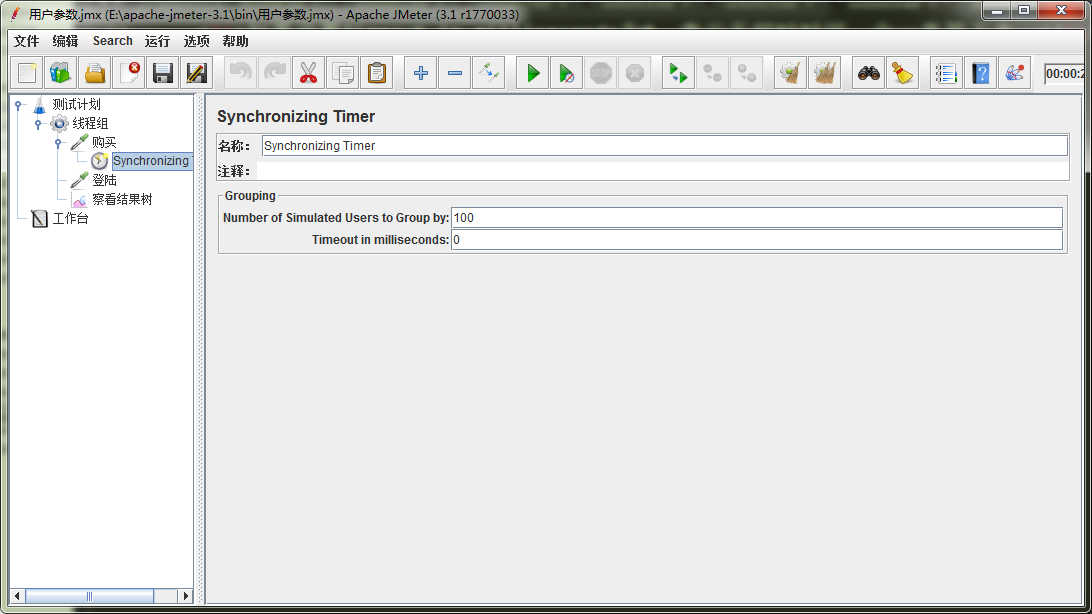 用户参数.jmx (E:\apache-jmeter-3.1\bin\用户参数.jmx) - Apache JMeter (3.1 r1770033)
文件 编辑 Search 运行 选项 帮助
STOP
00:00:2
测试计划
线程组
购买
Synchronizing T
登陆
察看结果树
工作台
Synchronizing Timer
名称： Synchronizing Timer
注释：
Grouping
Number of Simulated Users to Group by: 100
Timeout in milliseconds: 0